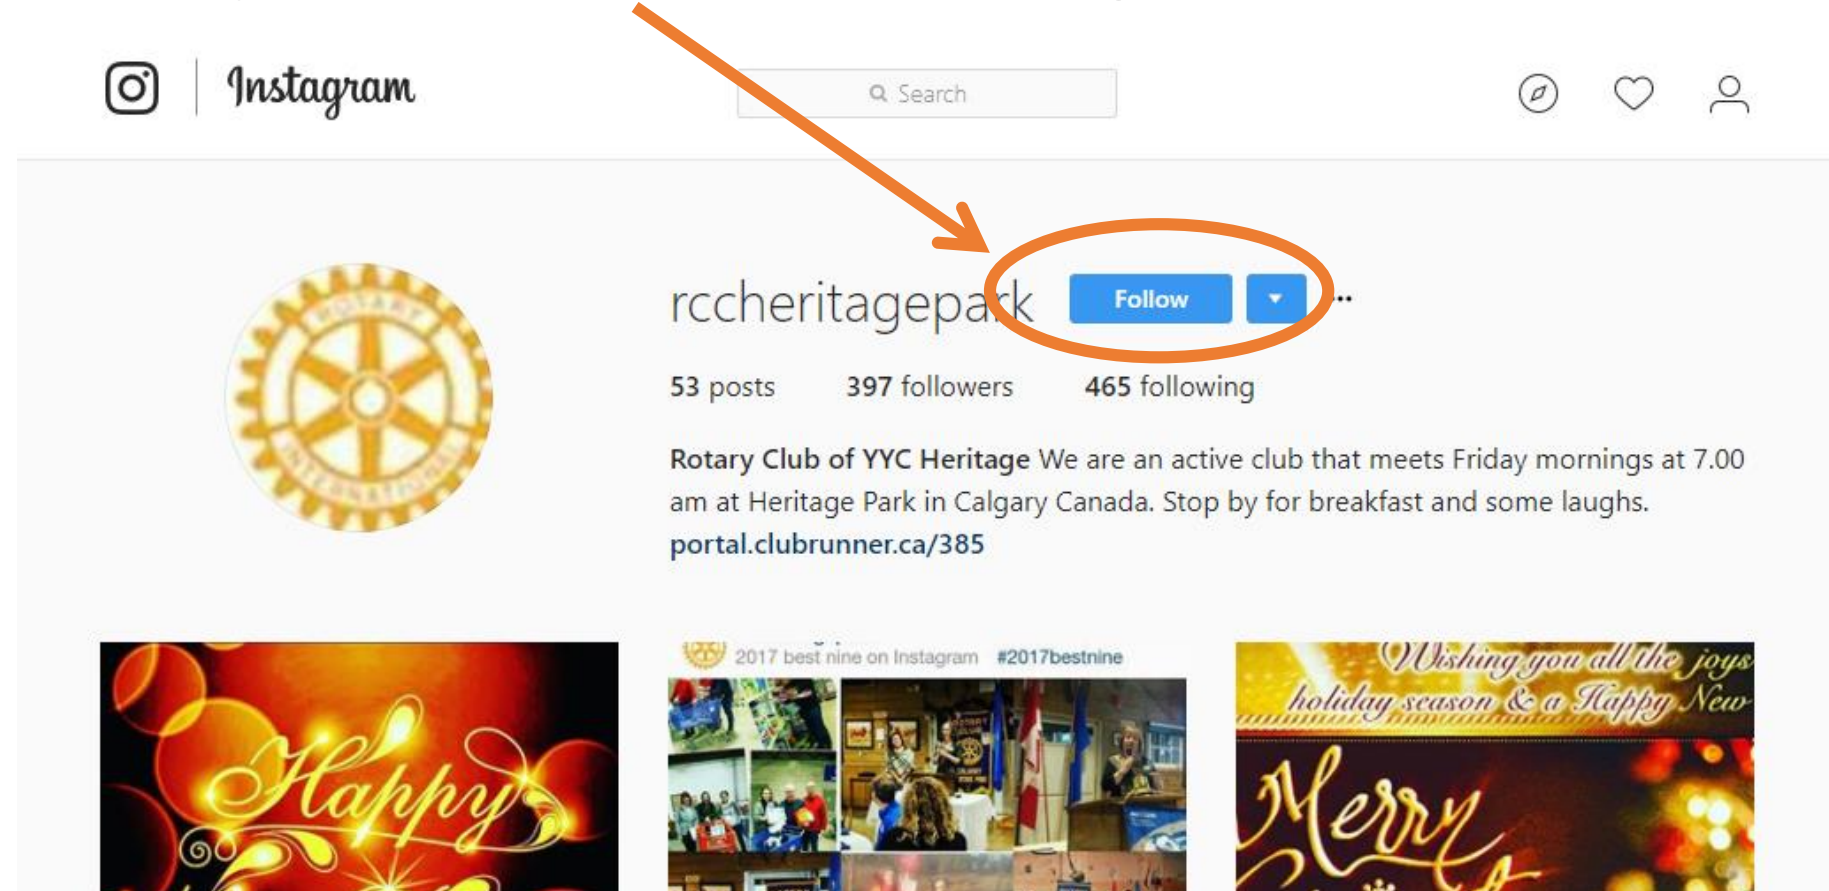 Instagram
Search
rccheritagepark Follow
53 posts 397 followers 465 following
ROTARY
INTERNATIONAL
Rotary Club of YYC Heritage We are an active club that meets Friday mornings at 7.00
am at Heritage Park in Calgary Canada. Stop by for breakfast and some laughs.
portal.clubrunner.ca/385
Happy
2017 best nine on Instagram #2017bestnine
ROTARY
Wishing you all the joys
holiday season & a Happy New
Merry